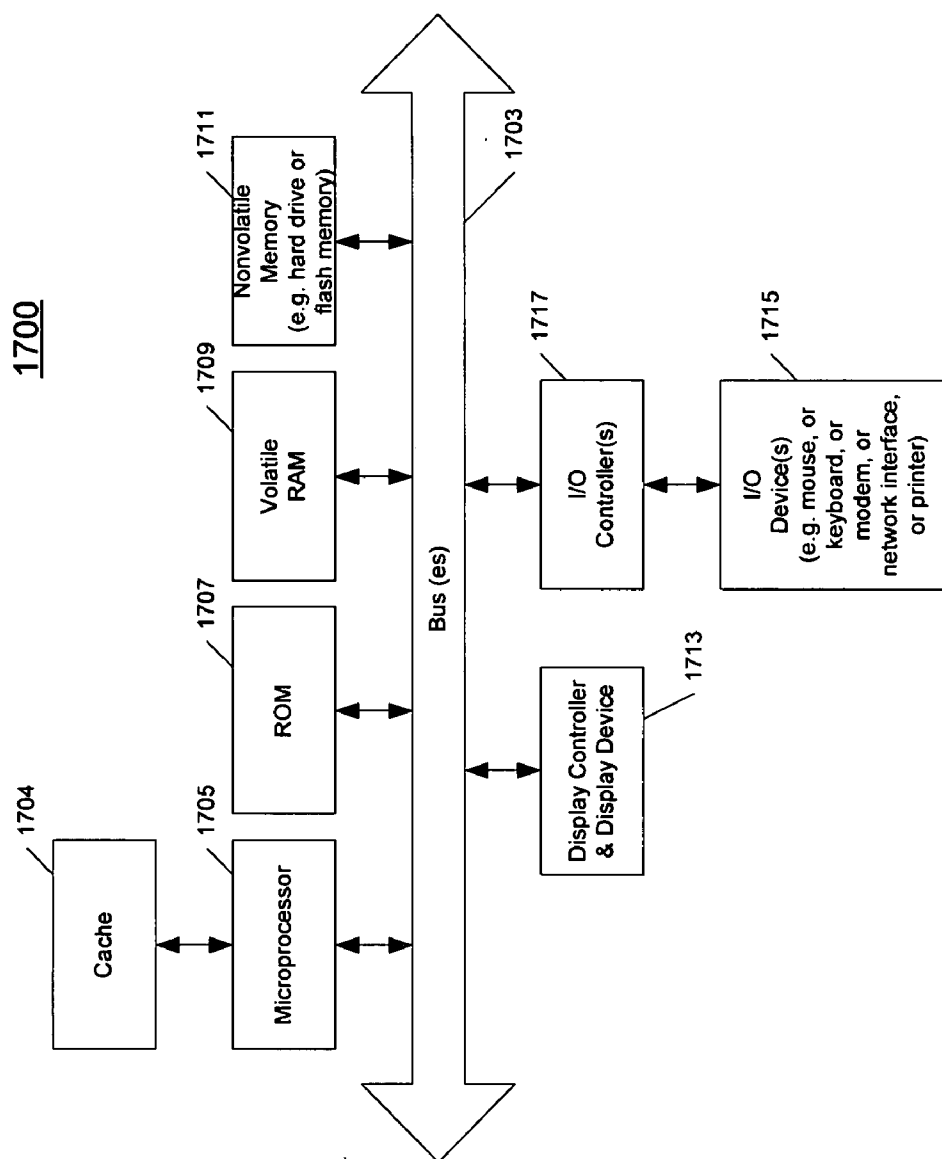 1700
1704
Cache
1705
Microprocessor
1707
ROM
1709
Volatile
RAM
1711
Nonvolatile
Memory
(e.g. hard drive or
flash memory)
Bus (es)
1703
Display Controller
& Display Device
1713
I/O
Controller(s)
1717
I/O
Device(s)
(e.g. mouse, or
keyboard, or
modem, or
network interface,
or printer)
1715